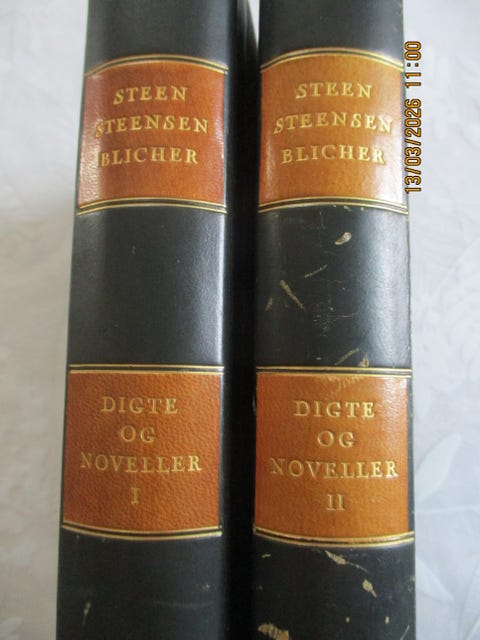 STEEN
STEENSEN
BLICHER
DIGTE
OG
NOVELLER
I
STEEN
STEENSEN
BLICHER
DIGTE
OG
NOVELLER
II
13/03/2026 11:00